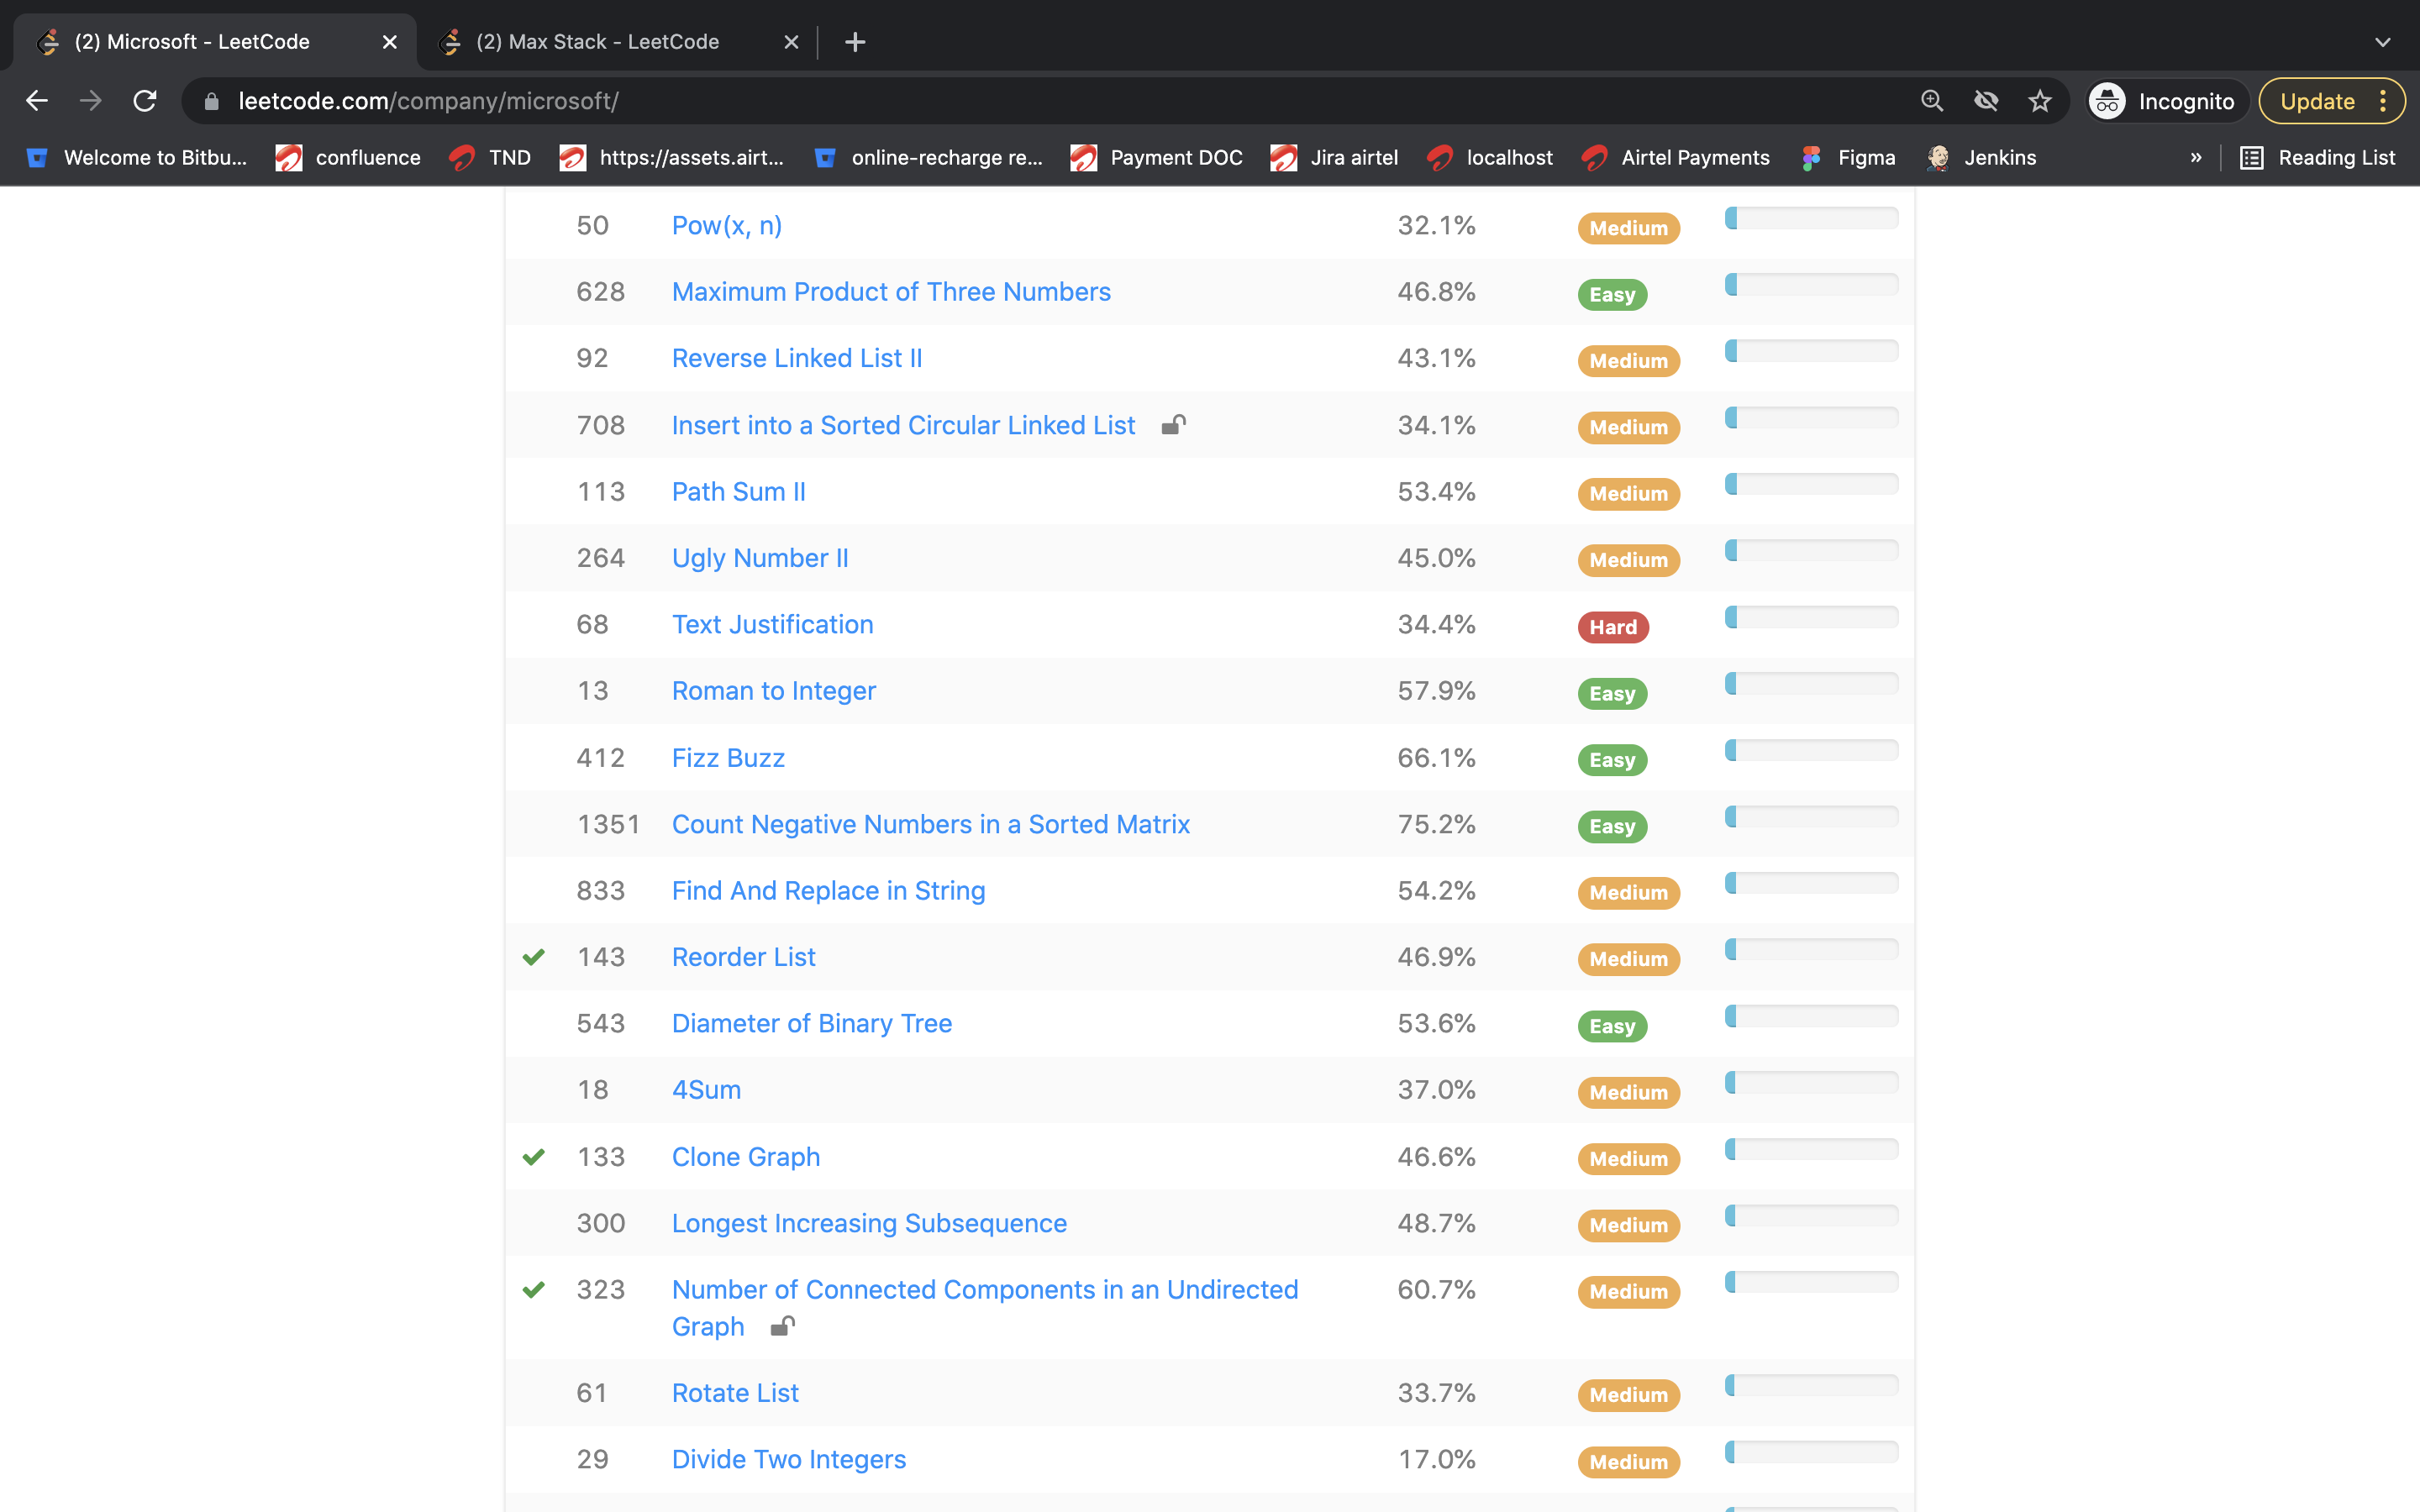 (2) Microsoft - LeetCode
(2) Max Stack - LeetCode
leetcode.com/company/microsoft/
Incognito
Update
Welcome to Bitbu...
confluence
TND
https://assets.airt...
online-recharge re...
Payment DOC
Jira airtel
localhost
Airtel Payments
Figma
Jenkins
»
Reading List
50 Pow(x, n) 32.1% Medium
628 Maximum Product of Three Numbers 46.8% Easy
92 Reverse Linked List II 43.1% Medium
708 Insert into a Sorted Circular Linked List 34.1% Medium
113 Path Sum II 53.4% Medium
264 Ugly Number II 45.0% Medium
68 Text Justification 34.4% Hard
13 Roman to Integer 57.9% Easy
412 Fizz Buzz 66.1% Easy
1351 Count Negative Numbers in a Sorted Matrix 75.2% Easy
833 Find And Replace in String 54.2% Medium
143 Reorder List 46.9% Medium
543 Diameter of Binary Tree 53.6% Easy
18 4Sum 37.0% Medium
133 Clone Graph 46.6% Medium
300 Longest Increasing Subsequence 48.7% Medium
323 Number of Connected Components in an Undirected 60.7% Medium
Graph
61 Rotate List 33.7% Medium
29 Divide Two Integers 17.0% Medium